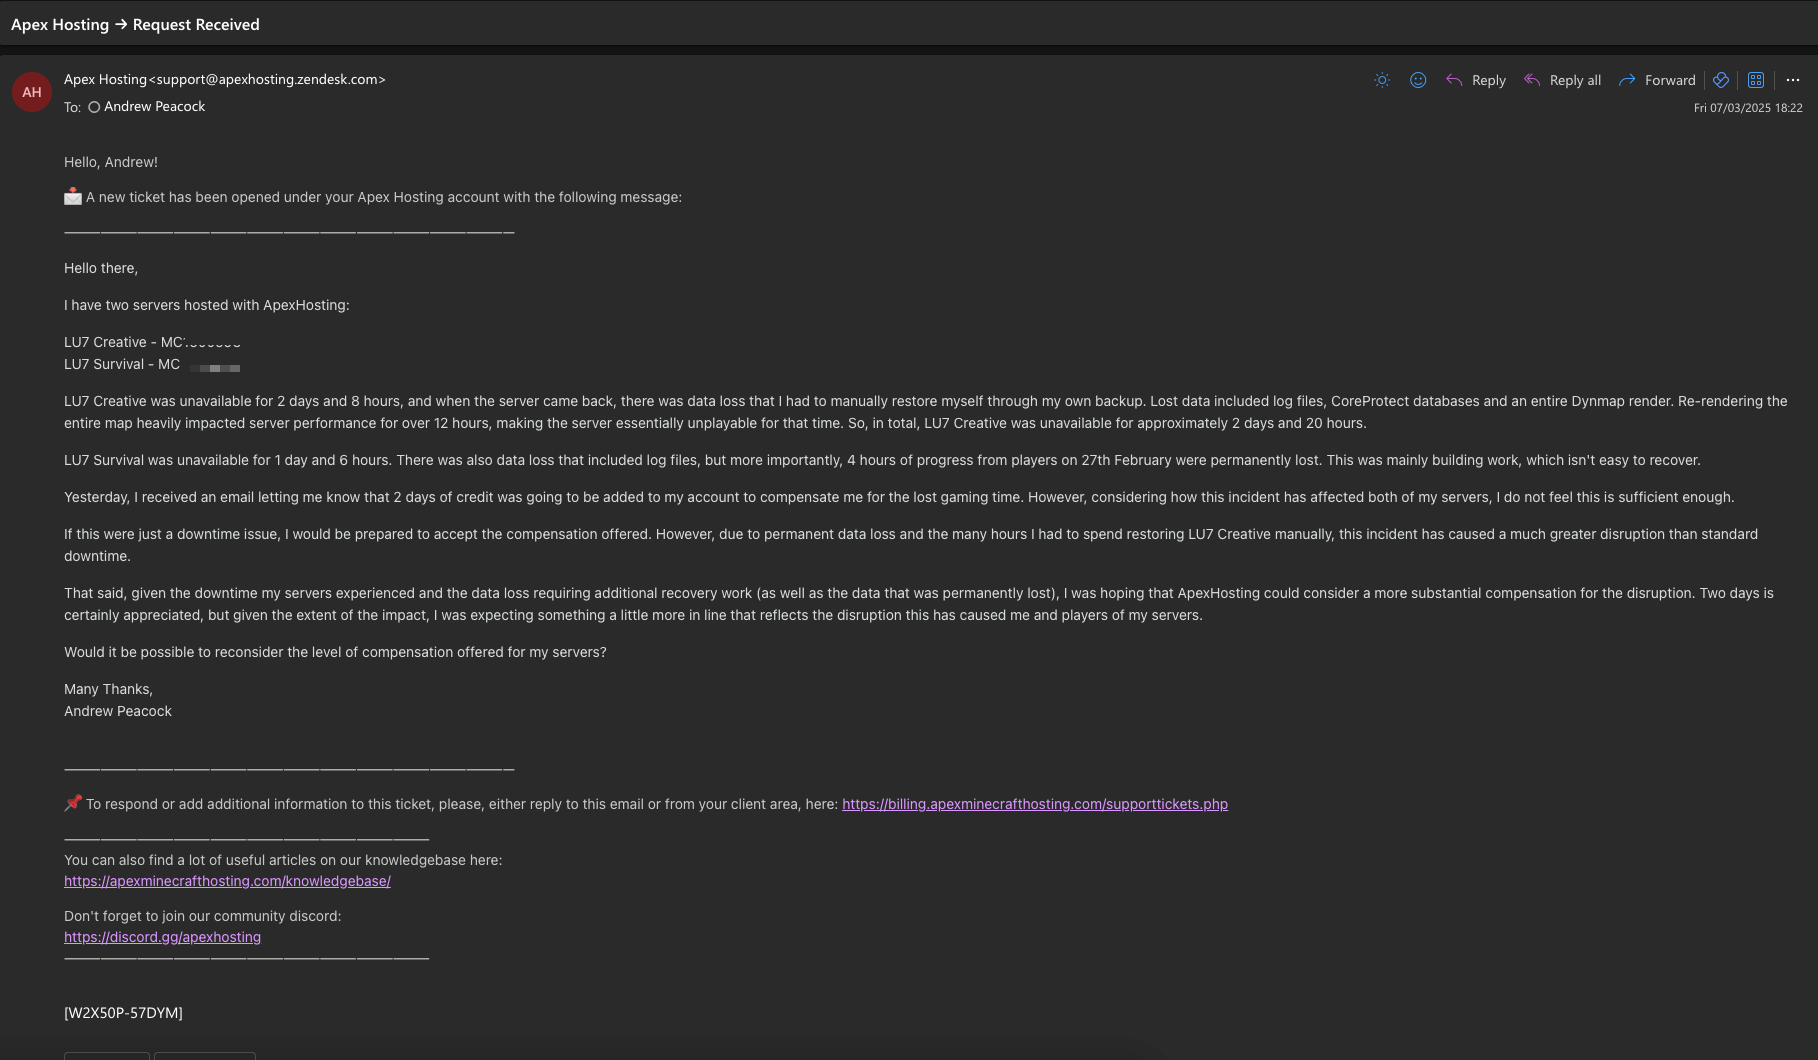 Apex Hosting → Request Received
AH
Apex Hosting<support@apexhosting.zendesk.com>
To: Andrew Peacock
Reply
Reply all
Forward
Fri 07/03/2025 18:22
Hello, Andrew!
A new ticket has been opened under your Apex Hosting account with the following message:
Hello there,
I have two servers hosted with ApexHosting:
LU7 Creative - MC
LU7 Survival - MC
LU7 Creative was unavailable for 2 days and 8 hours, and when the server came back, there was data loss that I had to manually restore myself through my own backup. Lost data included log files, CoreProtect databases and an entire Dynmap render. Re-rendering the
entire map heavily impacted server performance for over 12 hours, making the server essentially unplayable for that time. So, in total, LU7 Creative was unavailable for approximately 2 days and 20 hours.
LU7 Survival was unavailable for 1 day and 6 hours. There was also data loss that included log files, but more importantly, 4 hours of progress from players on 27th February were permanently lost. This was mainly building work, which isn't easy to recover.
Yesterday, I received an email letting me know that 2 days of credit was going to be added to my account to compensate me for the lost gaming time. However, considering how this incident has affected both of my servers, I do not feel this is sufficient enough.
If this were just a downtime issue, I would be prepared to accept the compensation offered. However, due to permanent data loss and the many hours I had to spend restoring LU7 Creative manually, this incident has caused a much greater disruption than standard
downtime.
That said, given the downtime my servers experienced and the data loss requiring additional recovery work (as well as the data that was permanently lost), I was hoping that ApexHosting could consider a more substantial compensation for the disruption. Two days is
certainly appreciated, but given the extent of the impact, I was expecting something a little more in line that reflects the disruption this has caused me and players of my servers.
Would it be possible to reconsider the level of compensation offered for my servers?
Many Thanks,
Andrew Peacock
To respond or add additional information to this ticket, please, either reply to this email or from your client area, here: https://billing.apexminecrafthosting.com/supporttickets.php
You can also find a lot of useful articles on our knowledgebase here:
https://apexminecrafthosting.com/knowledgebase/
Don't forget to join our community discord:
https://discord.gg/apexhosting
[W2X50P-57DYM]